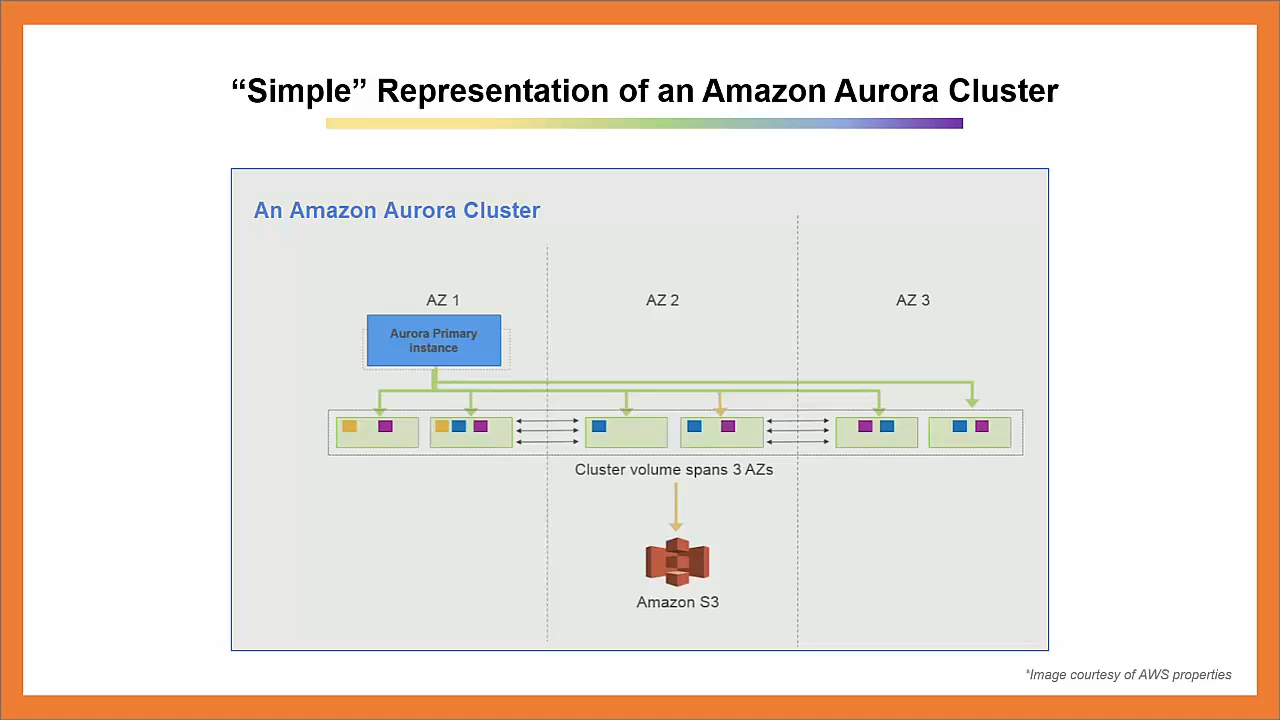 “Simple” Representation of an Amazon Aurora Cluster
An Amazon Aurora Cluster
AZ 1
AZ 2
AZ 3
Aurora Primary
instance
Cluster volume spans 3 AZs
Amazon S3
*Image courtesy of AWS properties